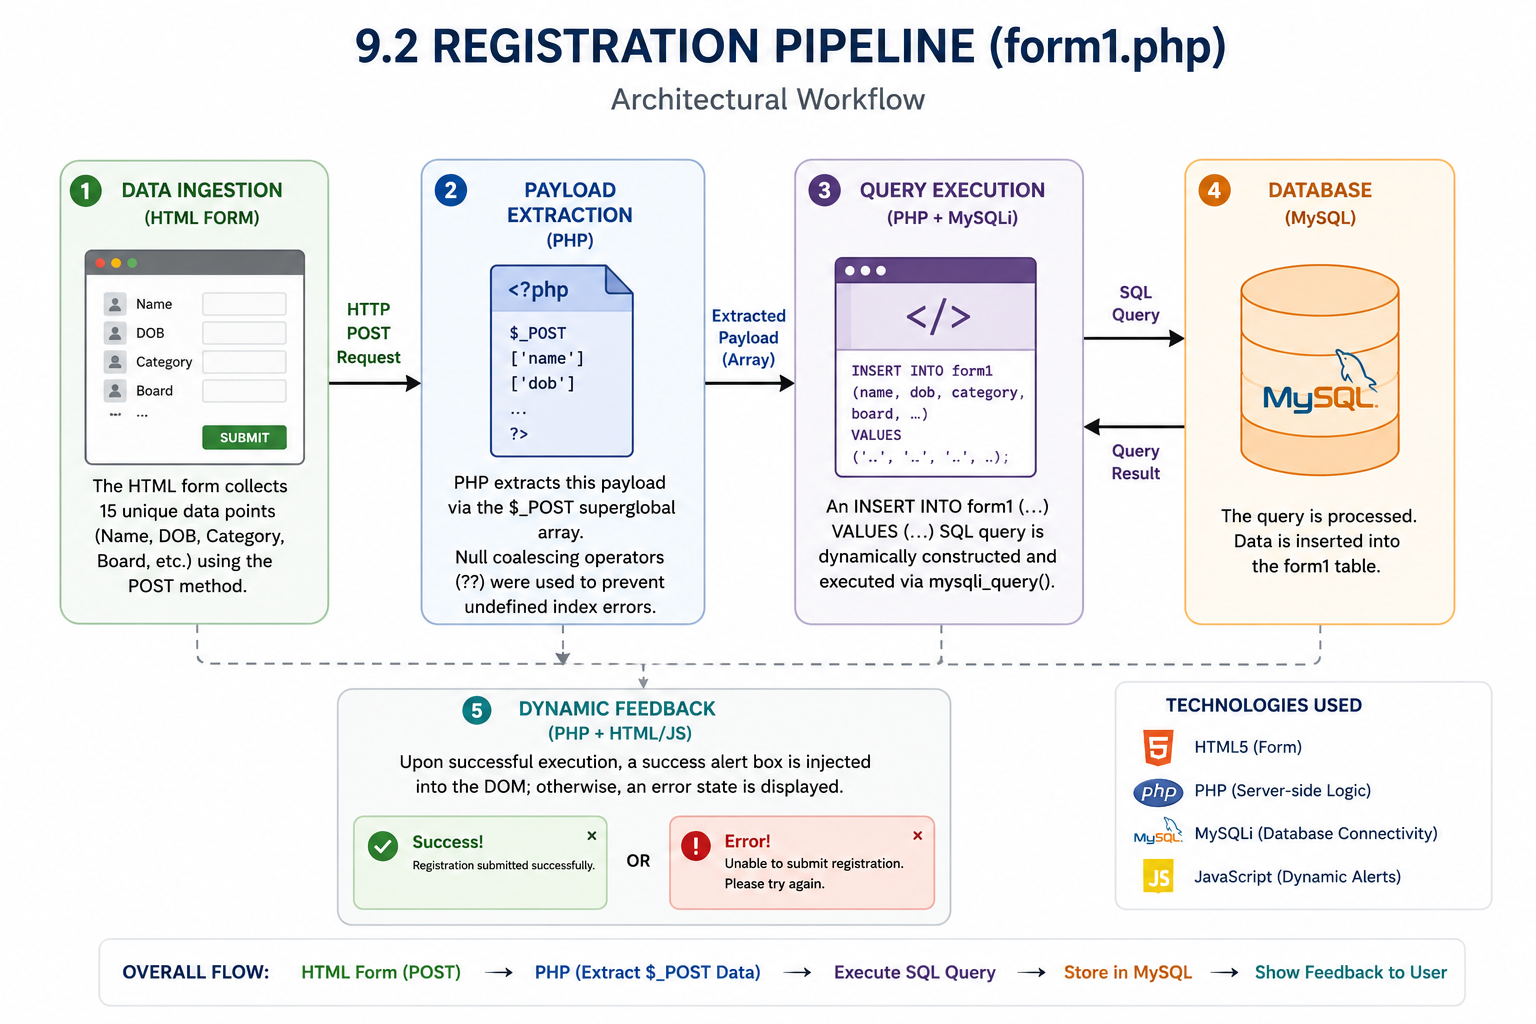 9.2 REGISTRATION PIPELINE (form1.php)
Architectural Workflow
1 DATA INGESTION
(HTML FORM)
Name
DOB
Category
Board
... ...
SUBMIT
The HTML form collects
15 unique data points
(Name, DOB, Category,
Board, etc.) using the
POST method.
HTTP
POST
Request
2 PAYLOAD
EXTRACTION
(PHP)
<?php
$_POST
['name']
['dob']
...
?>
PHP extracts this payload
via the $_POST superglobal
array.
Null coalescing operators
(??) were used to prevent
undefined index errors.
Extracted
Payload
(Array)
3 QUERY EXECUTION
(PHP + MySQLi)
</>
INSERT INTO form1
(name, dob, category,
board, …)
VALUES
('..', '..', '..', …);
An INSERT INTO form1 (…)
VALUES (…) SQL query is
dynamically constructed and
executed via mysqli_query().
SQL
Query
Query
Result
4 DATABASE
(MySQL)
MySQL
The query is processed.
Data is inserted into
the form1 table.
5 DYNAMIC FEEDBACK
(PHP + HTML/JS)
Upon successful execution, a success alert box is injected
into the DOM; otherwise, an error state is displayed.
Success! ×
Registration submitted successfully.
OR
! Error! ×
Unable to submit registration.
Please try again.
TECHNOLOGIES USED
5 HTML5 (Form)
php PHP (Server-side Logic)
MySQL MySQLi (Database Connectivity)
JS JavaScript (Dynamic Alerts)
OVERALL FLOW: HTML Form (POST) → PHP (Extract $_POST Data) → Execute SQL Query → Store in MySQL → Show Feedback to User